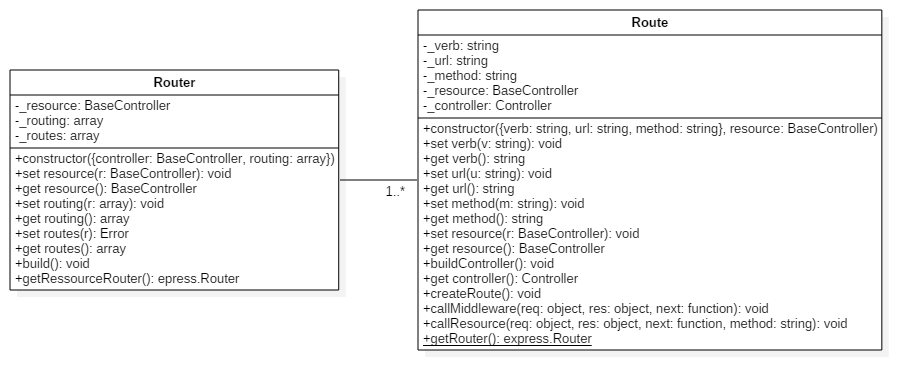 Router
-_resource: BaseController
-_routing: array
-_routes: array
+constructor({controller: BaseController, routing: array})
+set resource(r: BaseController): void
+get resource(): BaseController
+set routing(r: array): void
+get routing(): array
+set routes(r): Error
+get routes(): array
+build(): void
+getRessourceRouter(): epress.Router
1..*
Route
-_verb: string
-_url: string
-_method: string
-_resource: BaseController
-_controller: Controller
+constructor({verb: string, url: string, method: string}, resource: BaseController)
+set verb(v: string): void
+get verb(): string
+set url(u: string): void
+get url(): string
+set method(m: string): void
+get method(): string
+set resource(r: BaseController): void
+get resource(): BaseController
+buildController(): void
+get controller(): Controller
+createRoute(): void
+callMiddleware(req: object, res: object, next: function): void
+callResource(req: object, res: object, next: function, method: string): void
+getRouter(): express.Router